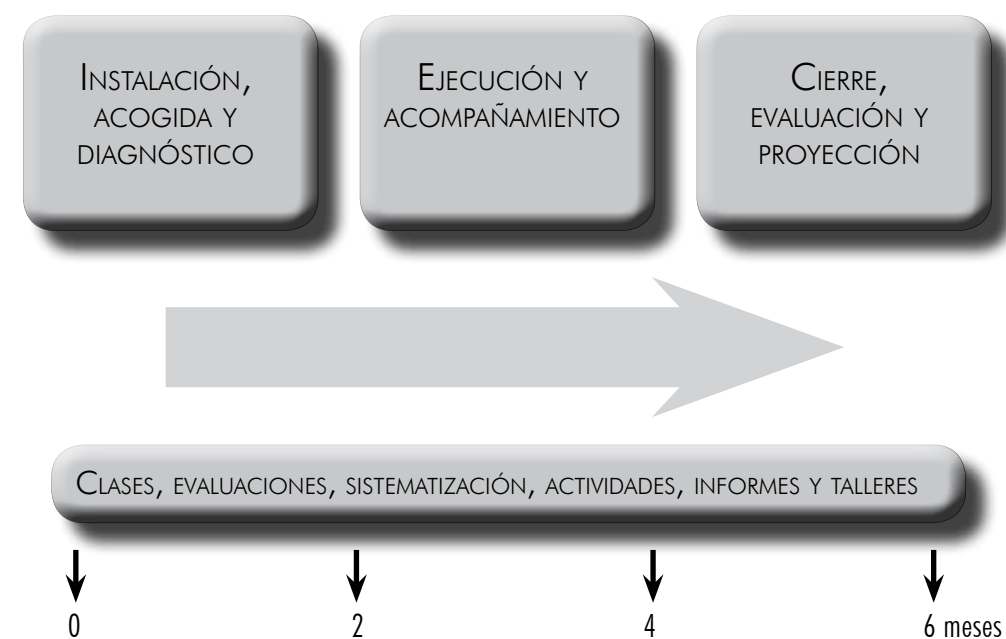 Instalación,
acogida y
diagnóstico
Ejecución y
acompañamiento
Cierre,
evaluación y
proyección
Clases, evaluaciones, sistematización, actividades, informes y talleres
0 2 4 6 meses